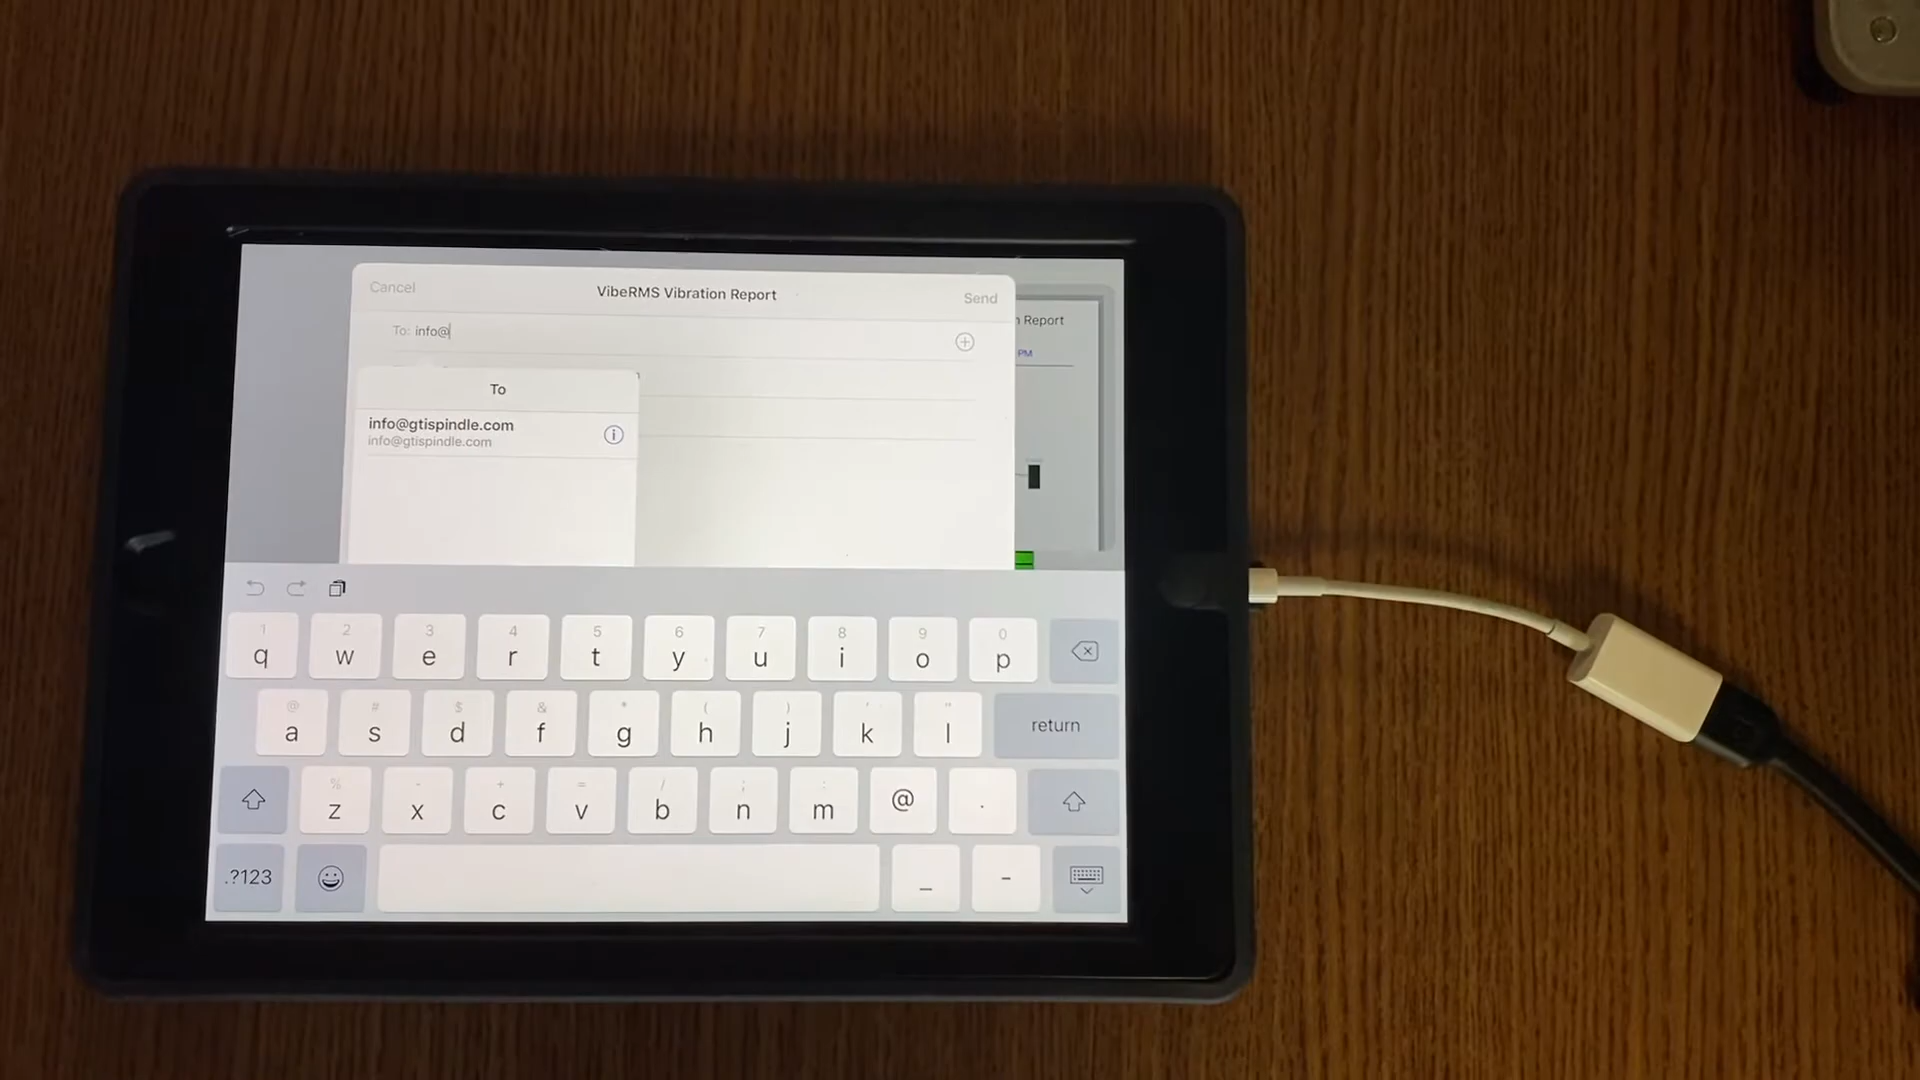 Cancel
VibeRMS Vibration Report
Send
To: info@
n Report
PM
To
info@gtispindle.com
info@gtispindle.com
1 2 3 4 5 6 7 8 9 0
q w e r t y u i o p
@ # $ & * ( ) ' "
a s d f g h j k l return
% - + = / ; :
z x c v b n m @ .
.?123 _ -